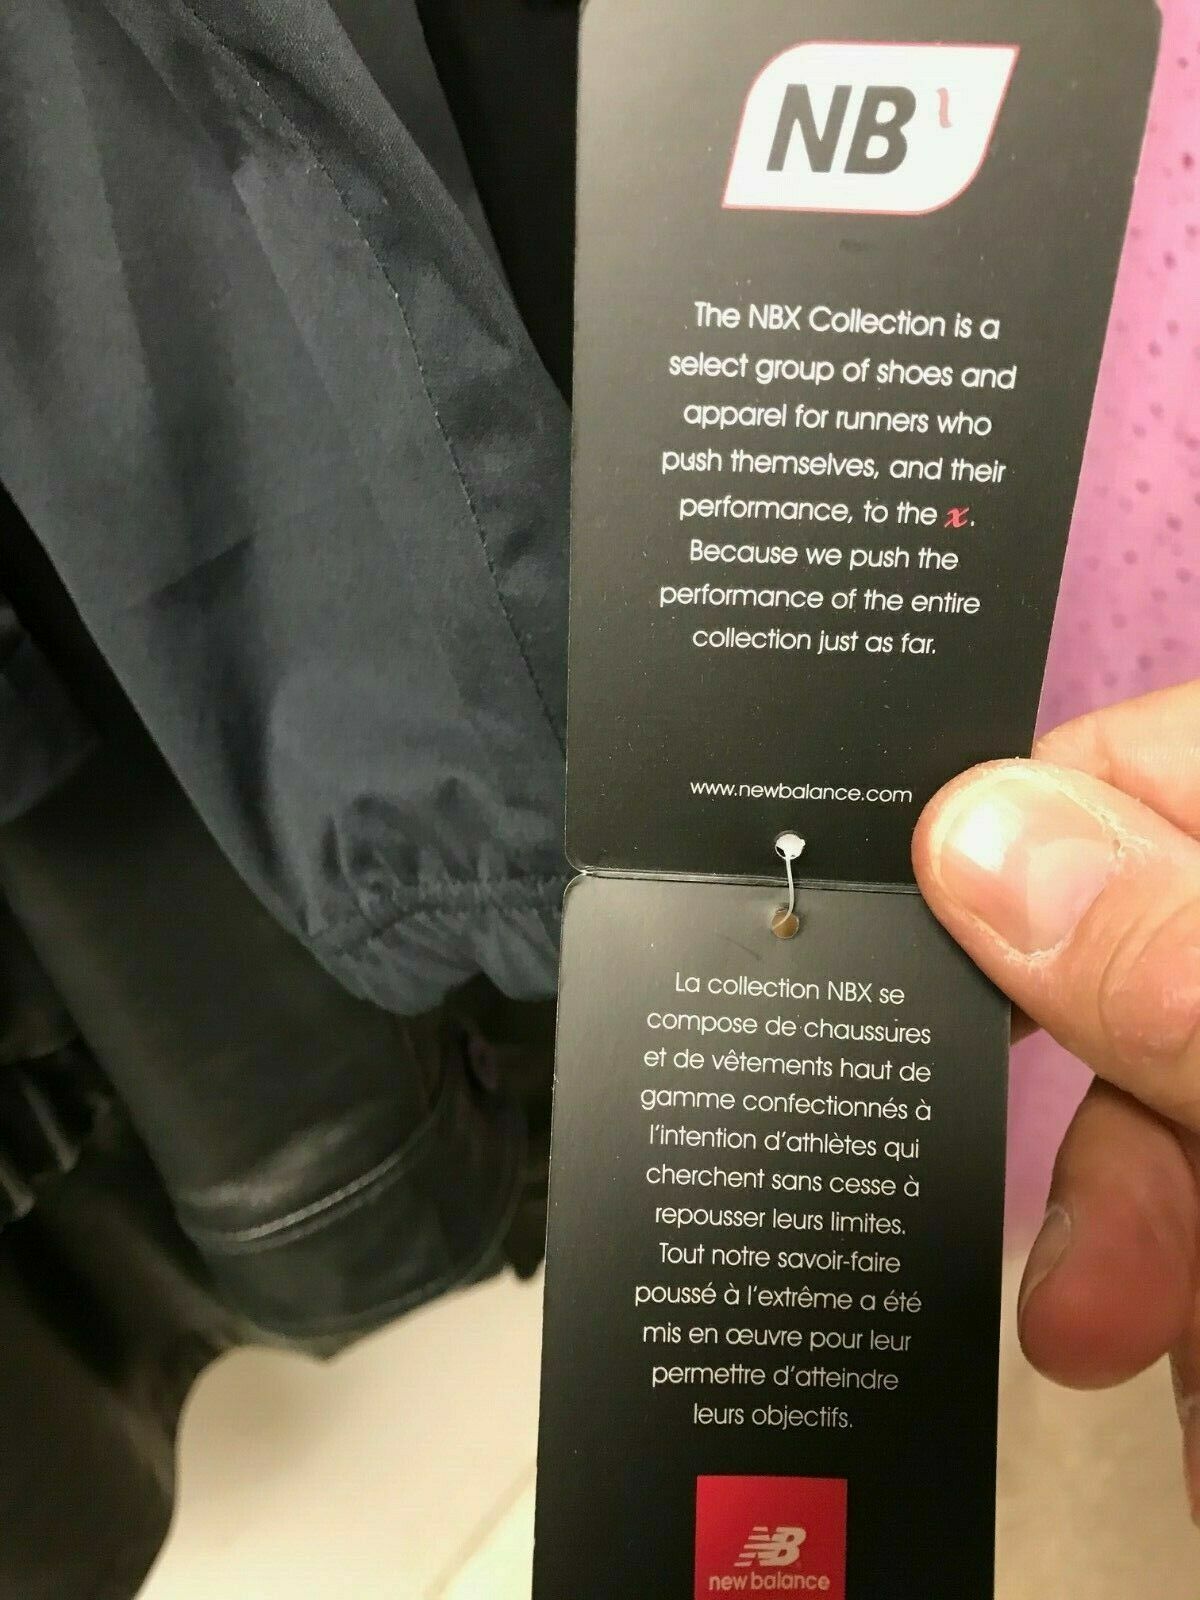 NB
The NBX Collection is a
select group of shoes and
apparel for runners who
push themselves, and their
performance, to the x.
Because we push the
performance of the entire
collection just as far.
www.newbalance.com
La collection NBX se
compose de chaussures
et de vêtements haut de
gamme confectionnés à
l'intention d'athlètes qui
cherchent sans cesse à
repousser leurs limites.
Tout notre savoir-faire
poussé à l'extrême a été
mis en œuvre pour leur
permettre d'atteindre
leurs objectifs.
NB
new balance